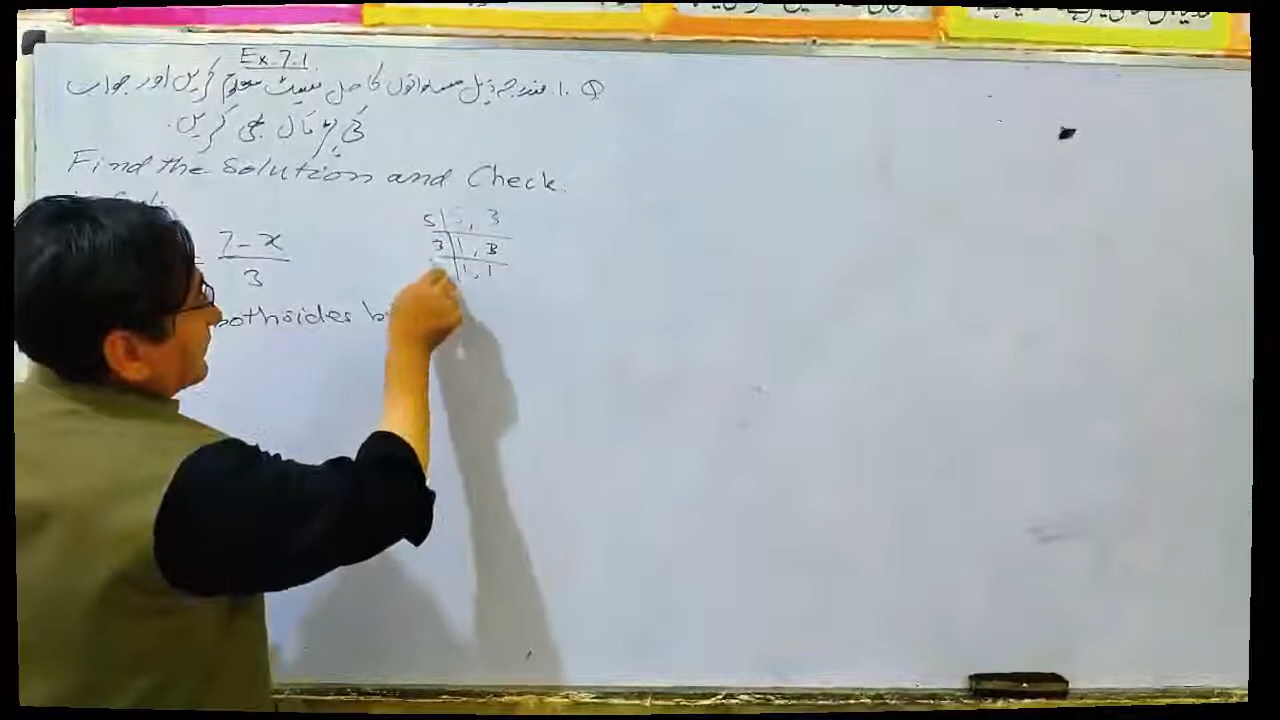 Ex.7.1
Q .1. مندرجہ ذیل مساواتوں کا حل سیٹ معلوم کریں اور جواب
کی پڑتال بھی کریں.
Find the Solution and Check.
7-x
3
5 | 5, 3
3 | 1, 3
1, 1
bothsides b